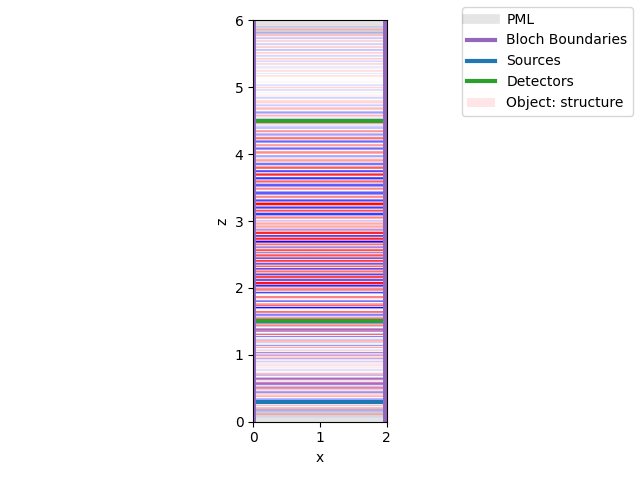 PML
Bloch Boundaries
Sources
Detectors
Object: structure
6
5
4
3
2
1
0
z
0 1 2
x